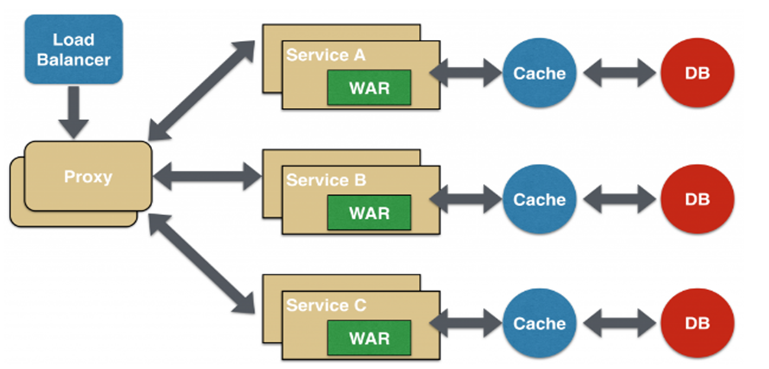 Load
Balancer
Service A
WAR
Cache
DB
Proxy
Service B
WAR
Cache
DB
Service C
WAR
Cache
DB